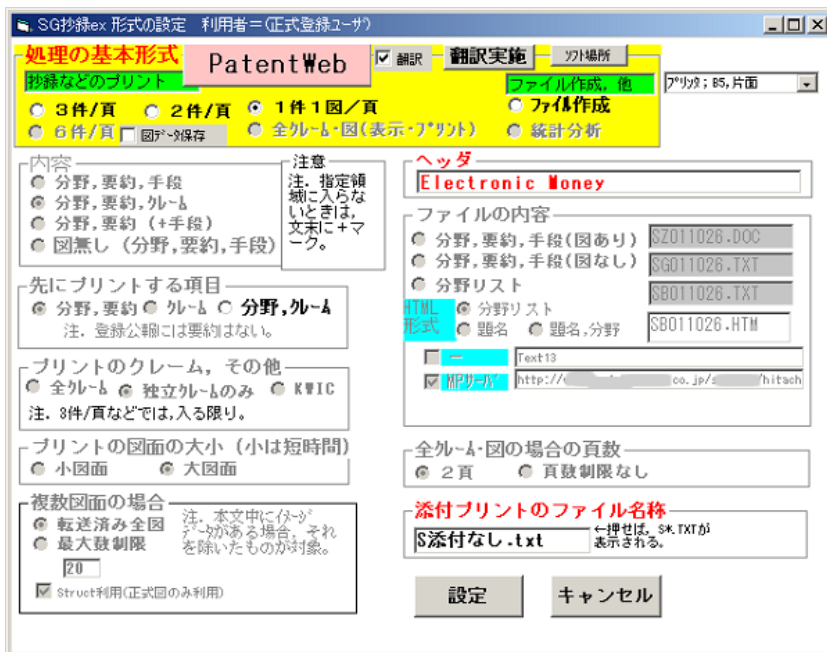 SG抄録ex 形式の設定 利用者=(正式登録ユーザ)
処理の基本形式
PatentWeb
翻訳
翻訳実施
ソフト場所
抄録などのプリント
ファイル作成, 他
プリンタ; B5,片面
3件/頁 2件/頁 1件1図/頁
ファイル作成
6件/頁 図データ保存 全クレーム・図(表示・プリント)
統計分析
内容
分野,要約,手段
分野,要約,クレーム
分野,要約 (+手段)
図無し (分野,要約,手段)
注意
注. 指定領
域に入らな
いときは,
文末に+マ
ーク。
先にプリントする項目
分野,要約 クレーム 分野,クレーム
注. 登録公報には要約はない。
プリントのクレーム, その他
全クレーム 独立クレームのみ KWIC
注. 3件/頁などでは,入る限り。
プリントの図面の大小 (小は短時間)
小図面 大図面
複数図面の場合
転送済み全図
最大数制限
20
注. 本文中にイメージ
データがある場合, それ
を除いたものが対象。
Struct利用(正式図のみ利用)
ヘッダ
Electronic Money
ファイルの内容
分野,要約,手段(図あり) SZ011026.DOC
分野,要約,手段(図なし) SG011026.TXT
分野リスト SB011026.TXT
HTML
形式
分野リスト
題名 題名,分野
SB011026.HTM
ー Text13
MPサーバ http:// co.jp/s /hitach
全クレーム・図の場合の頁数
2頁 頁数制限なし
添付プリントのファイル名称
S添付なし.txt
←押せば, S*.TXTが
表示される。
設定 キャンセル